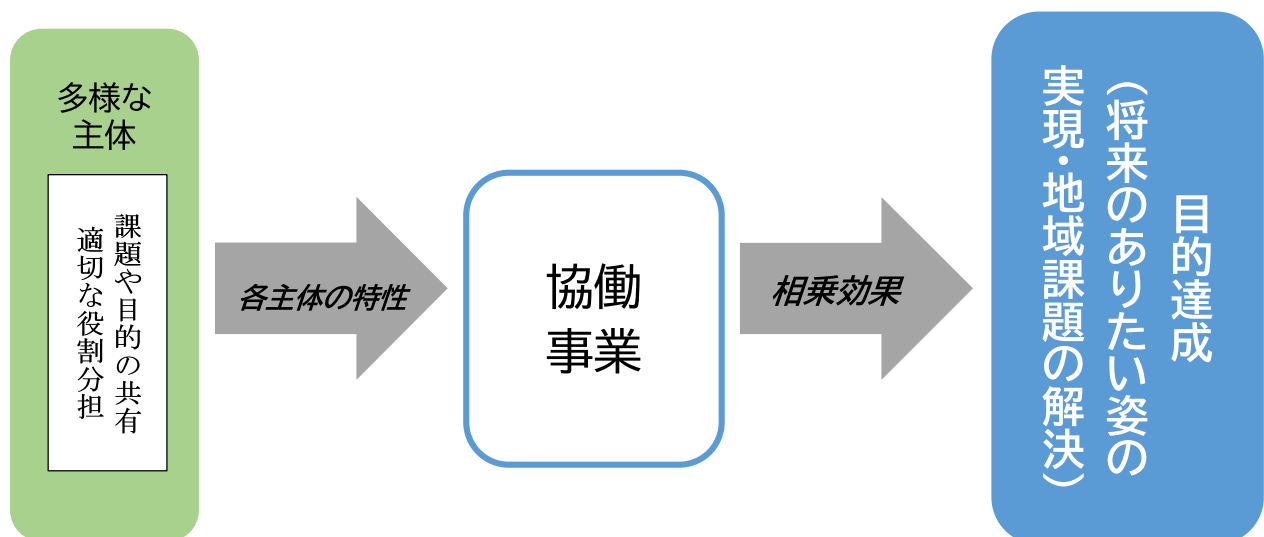 多様な
主体
課題や目的の共有
適切な役割分担
各主体の特性
協働
事業
相乗効果
目的達成
（将来のありたい姿の
実現・地域課題の解決）